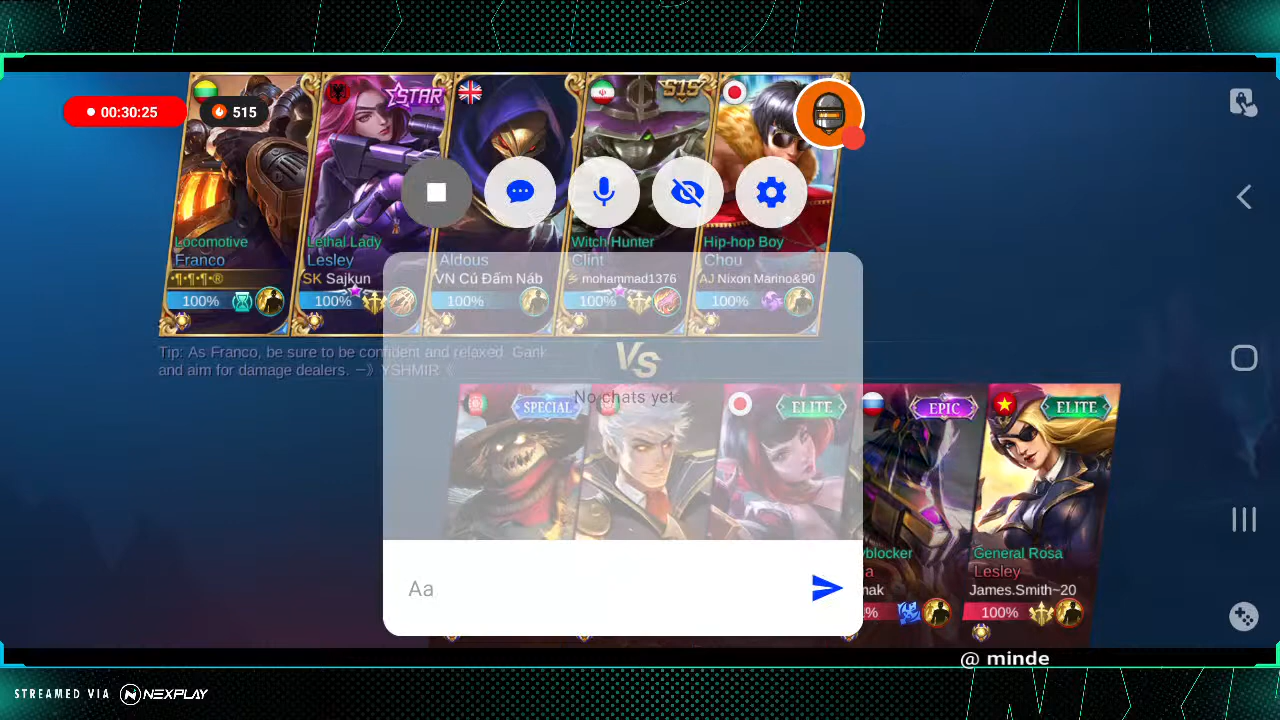 00:30:25
515
STAR
S15
Locomotive
Franco
•¶•¶•¶•®
100%
Lethal Lady
Lesley
SK Sajkun
100%
Aldous
VN Cú Đấm Náb
100%
Witch Hunter
Clint
mohammad1376
100%
Hip-hop Boy
Chou
AJ Nixon Marino&90
100%
Tip: As Franco, be sure to be confident and relaxed. Gank
and aim for damage dealers. —》YSHMIR《
VS
No chats yet
SPECIAL
ELITE
EPIC
ELITE
General Rosa
Lesley
James.Smith~20
100%
Aa
@ minde
STREAMED VIA NEXPLAY